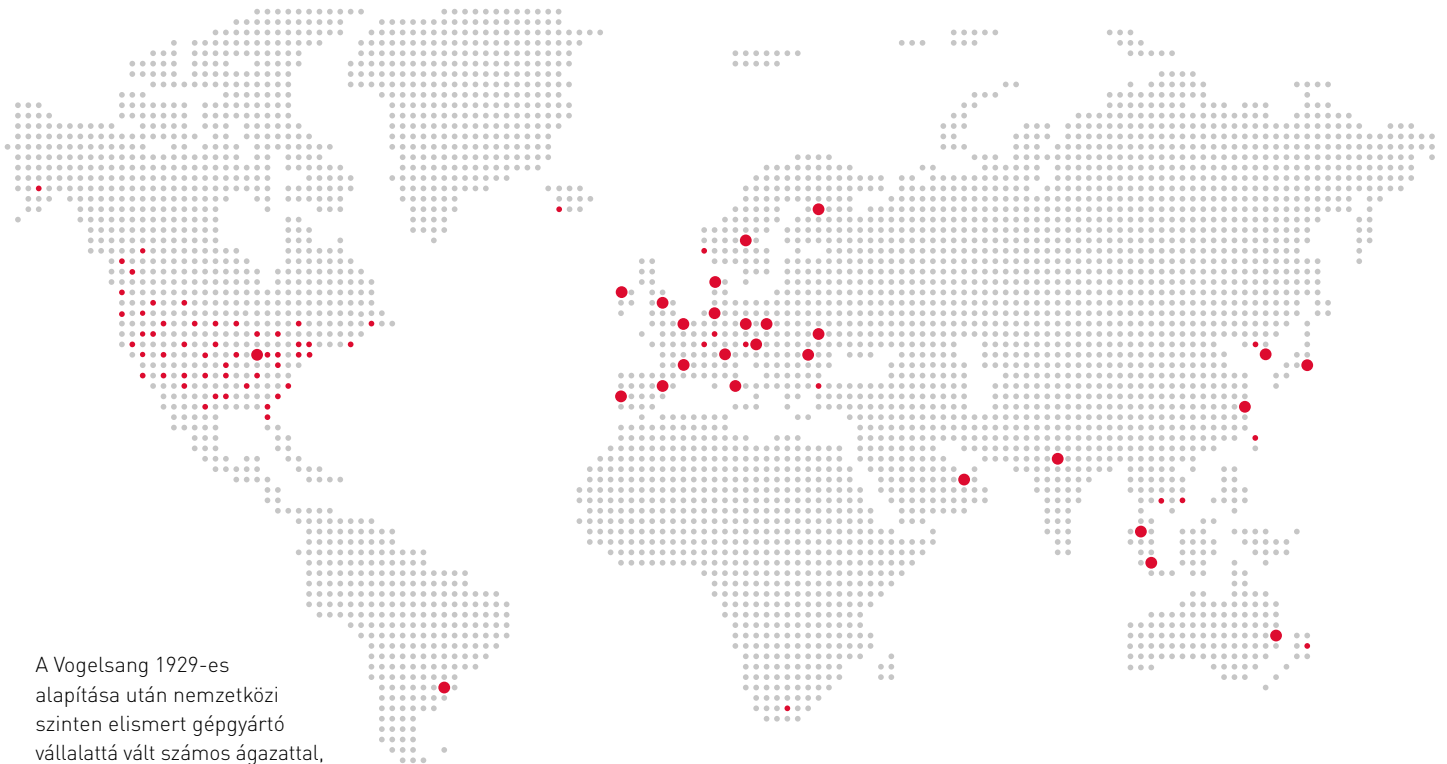 A Vogelsang 1929-es
alapítása után nemzetközi
szinten elismert gépgyártó
vállalattá vált számos ágazattal,